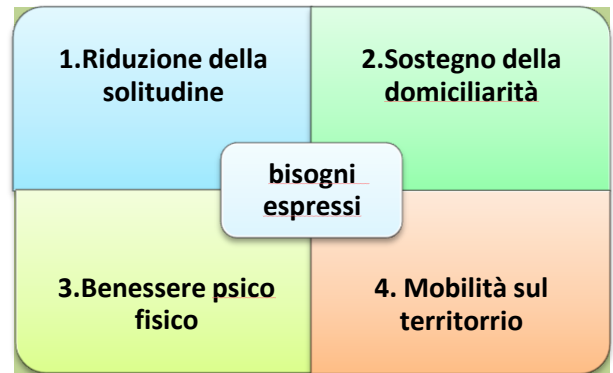 1.Riduzione della
solitudine
2.Sostegno della
domiciliarità
bisogni
espressi
3.Benessere psico
fisico
4. Mobilità sul
territorrio